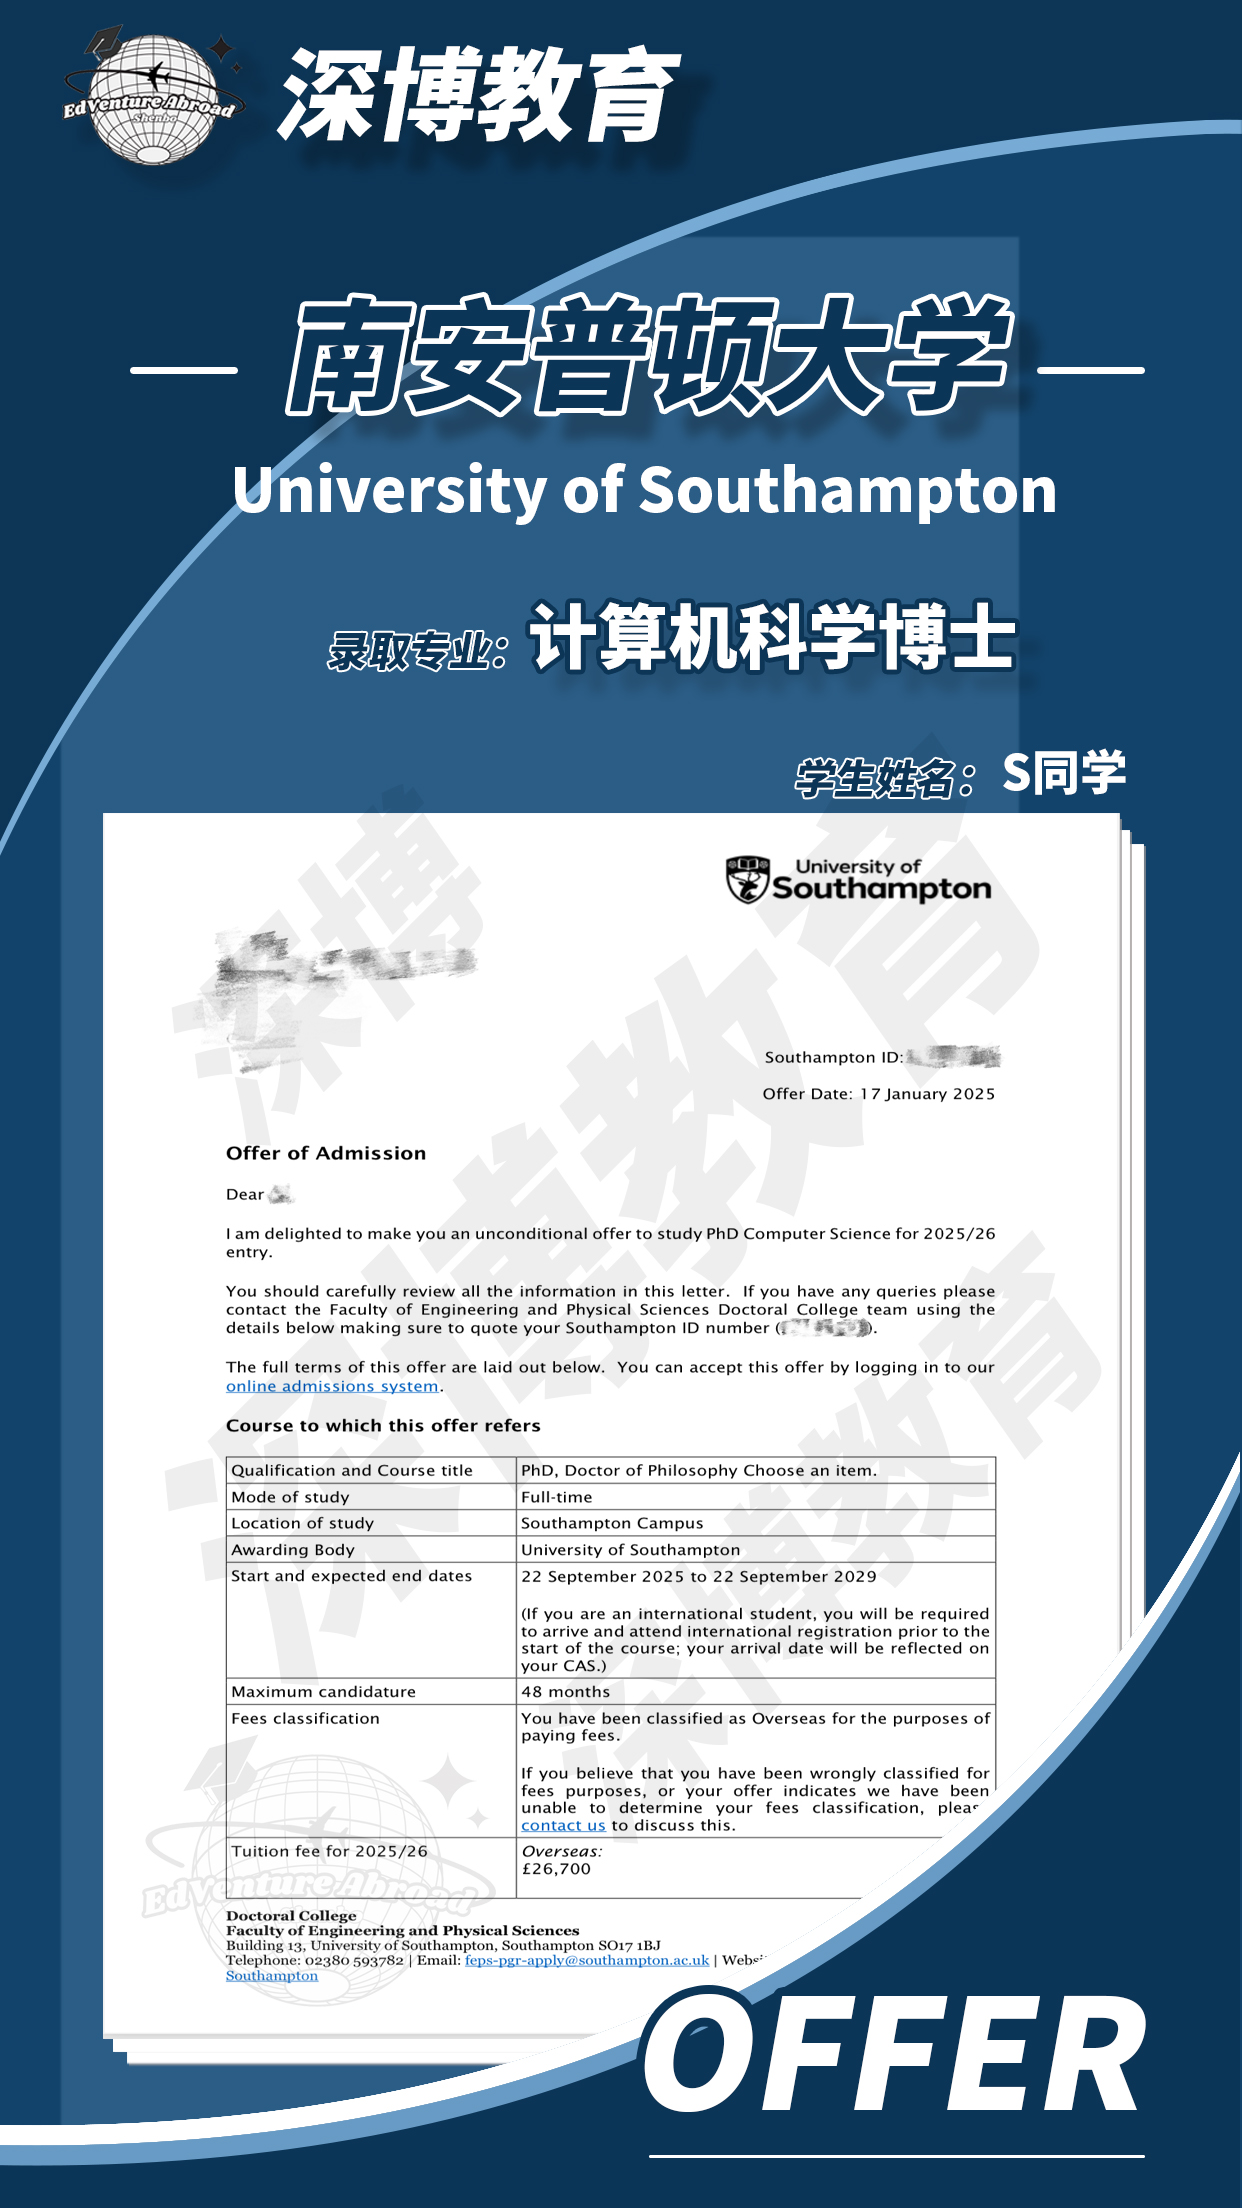 EdVenture Abroad
Shenbo
深博教育
南安普顿大学
University of Southampton
录取专业：计算机科学博士
学生姓名：S同学
University of
Southampton
Southampton ID:
Offer Date: 17 January 2025
Offer of Admission
Dear
I am delighted to make you an unconditional offer to study PhD Computer Science for 2025/26
entry.
You should carefully review all the information in this letter. If you have any queries please
contact the Faculty of Engineering and Physical Sciences Doctoral College team using the
details below making sure to quote your Southampton ID number ( ).
The full terms of this offer are laid out below. You can accept this offer by logging in to our
online admissions system.
Course to which this offer refers
Qualification and Course title PhD, Doctor of Philosophy Choose an item.
Mode of study Full-time
Location of study Southampton Campus
Awarding Body University of Southampton
Start and expected end dates 22 September 2025 to 22 September 2029
(If you are an international student, you will be required
to arrive and attend international registration prior to the
start of the course; your arrival date will be reflected on
your CAS.)
Maximum candidature 48 months
Fees classification You have been classified as Overseas for the purposes of
paying fees.
If you believe that you have been wrongly classified for
fees purposes, or your offer indicates we have been
unable to determine your fees classification, pleas
contact us to discuss this.
Tuition fee for 2025/26 Overseas:
£26,700
Doctoral College
Faculty of Engineering and Physical Sciences
Building 13, University of Southampton, Southampton SO17 1BJ
Telephone: 02380 593782 | Email: feps-pgr-apply@southampton.ac.uk | Websi
Southampton
深博
深博教育
深博教育
EdVenture Abroad
OFFER